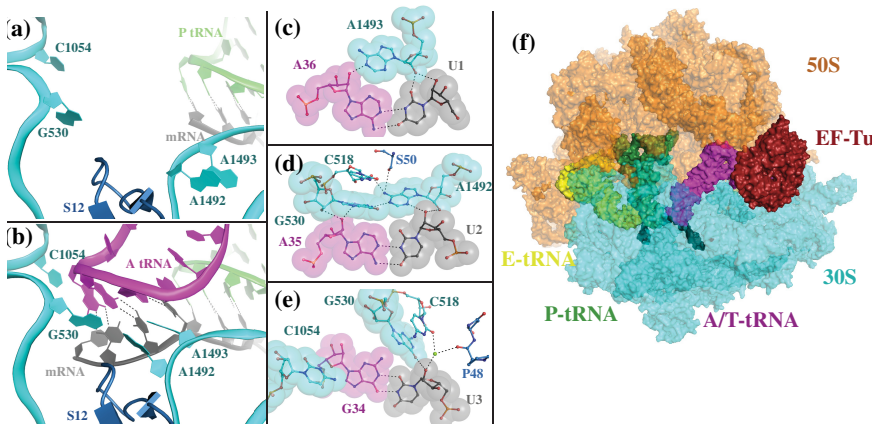 (a)
C1054
P tRNA
G530
mRNA
A1493
A1492
S12
(b)
C1054
A tRNA
G530
mRNA
A1493
A1492
S12
(c)
A1493
A36
U1
(d)
C518
S50
A1492
G530
A35
U2
(e)
G530
C518
C1054
P48
G34
U3
(f)
50S
EF-Tu
E-tRNA
30S
P-tRNA
A/T-tRNA